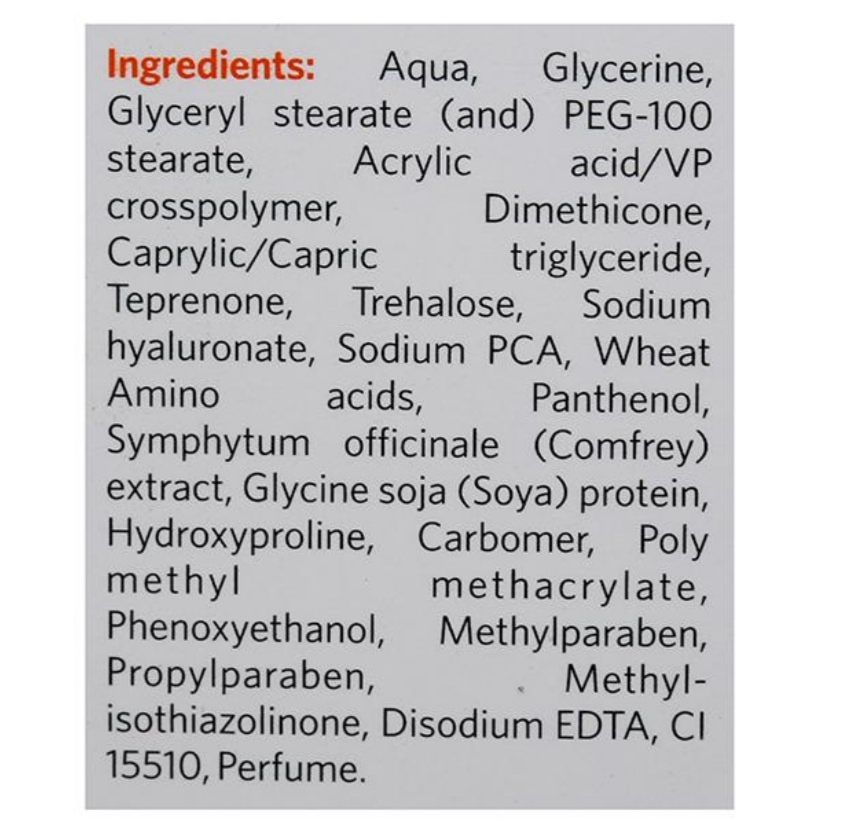 Ingredients: Aqua, Glycerine,
Glyceryl stearate (and) PEG-100
stearate, Acrylic acid/VP
crosspolymer, Dimethicone,
Caprylic/Capric triglyceride,
Teprenone, Trehalose, Sodium
hyaluronate, Sodium PCA, Wheat
Amino acids, Panthenol,
Symphytum officinale (Comfrey)
extract, Glycine soja (Soya) protein,
Hydroxyproline, Carbomer, Poly
methyl methacrylate,
Phenoxyethanol, Methylparaben,
Propylparaben, Methyl-
isothiazolinone, Disodium EDTA, CI
15510, Perfume.